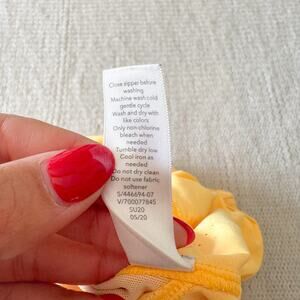 Close zipper before
washing
Machine wash cold
gentle cycle
Wash and dry with
like colors
Only non-chlorine
bleach when
needed
Tumble dry low
Cool iron as
needed
Do not dry clean
Do not use fabric
softener
S/446694-07
V/700077845
SU20
05/20